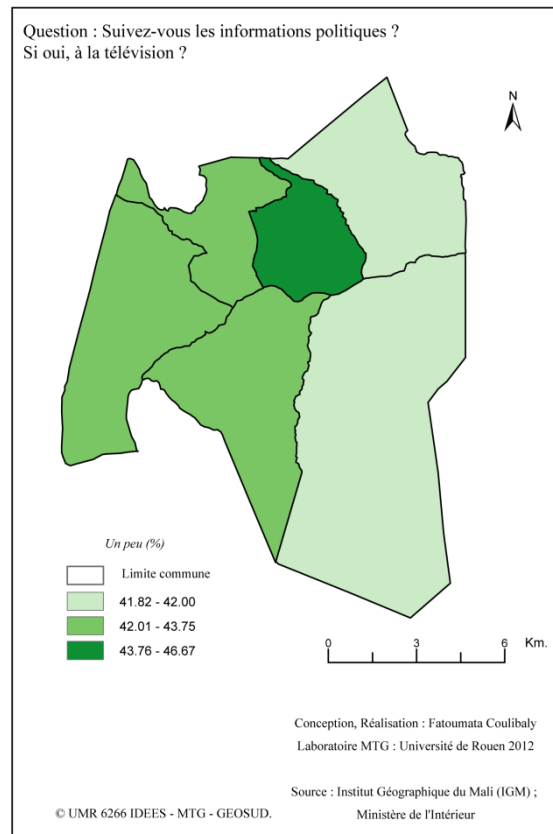 Question : Suivez-vous les informations politiques ?
Si oui, à la télévision ?
N
Un peu (%)
Limite commune
41.82 - 42.00
42.01 - 43.75
43.76 - 46.67
0 3 6 Km.
Conception, Réalisation : Fatoumata Coulibaly
Laboratoire MTG : Université de Rouen 2012
Source : Institut Géographique du Mali (IGM) ;
Ministère de l'Intérieur
© UMR 6266 IDEES - MTG - GEOSUD.